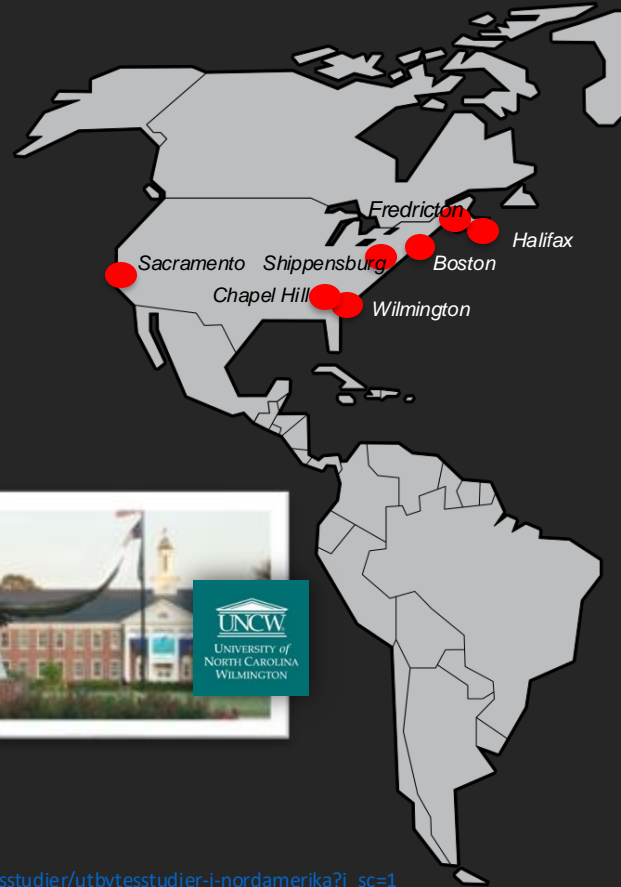 Fredricton
Halifax
Sacramento
Shippensburg
Boston
Chapel Hill
Wilmington
UNCW
UNIVERSITY of
NORTH CAROLINA
WILMINGTON
sstudier/utbytesstudier-i-nordamerika?i_sc=1